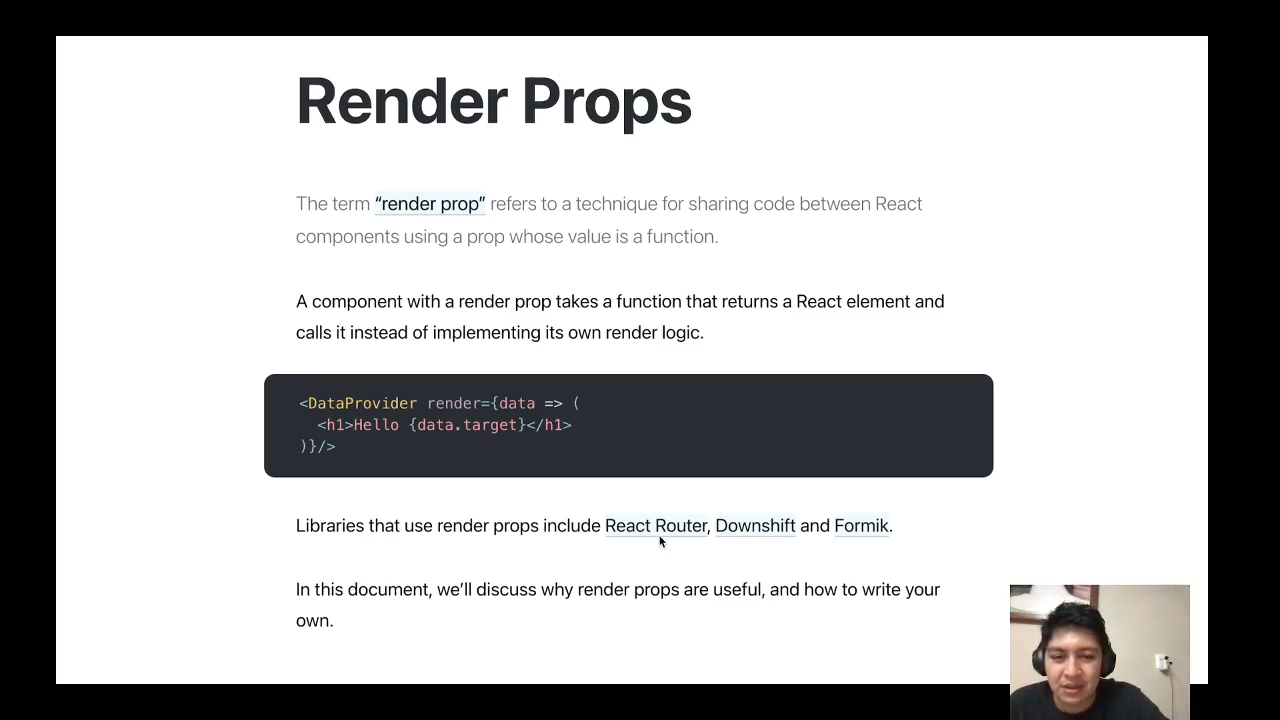 Render Props
The term “render prop” refers to a technique for sharing code between React
components using a prop whose value is a function.
A component with a render prop takes a function that returns a React element and
calls it instead of implementing its own render logic.
<DataProvider render={data => (
  <h1>Hello {data.target}</h1>
)}/>
Libraries that use render props include React Router, Downshift and Formik.
In this document, we’ll discuss why render props are useful, and how to write your
own.